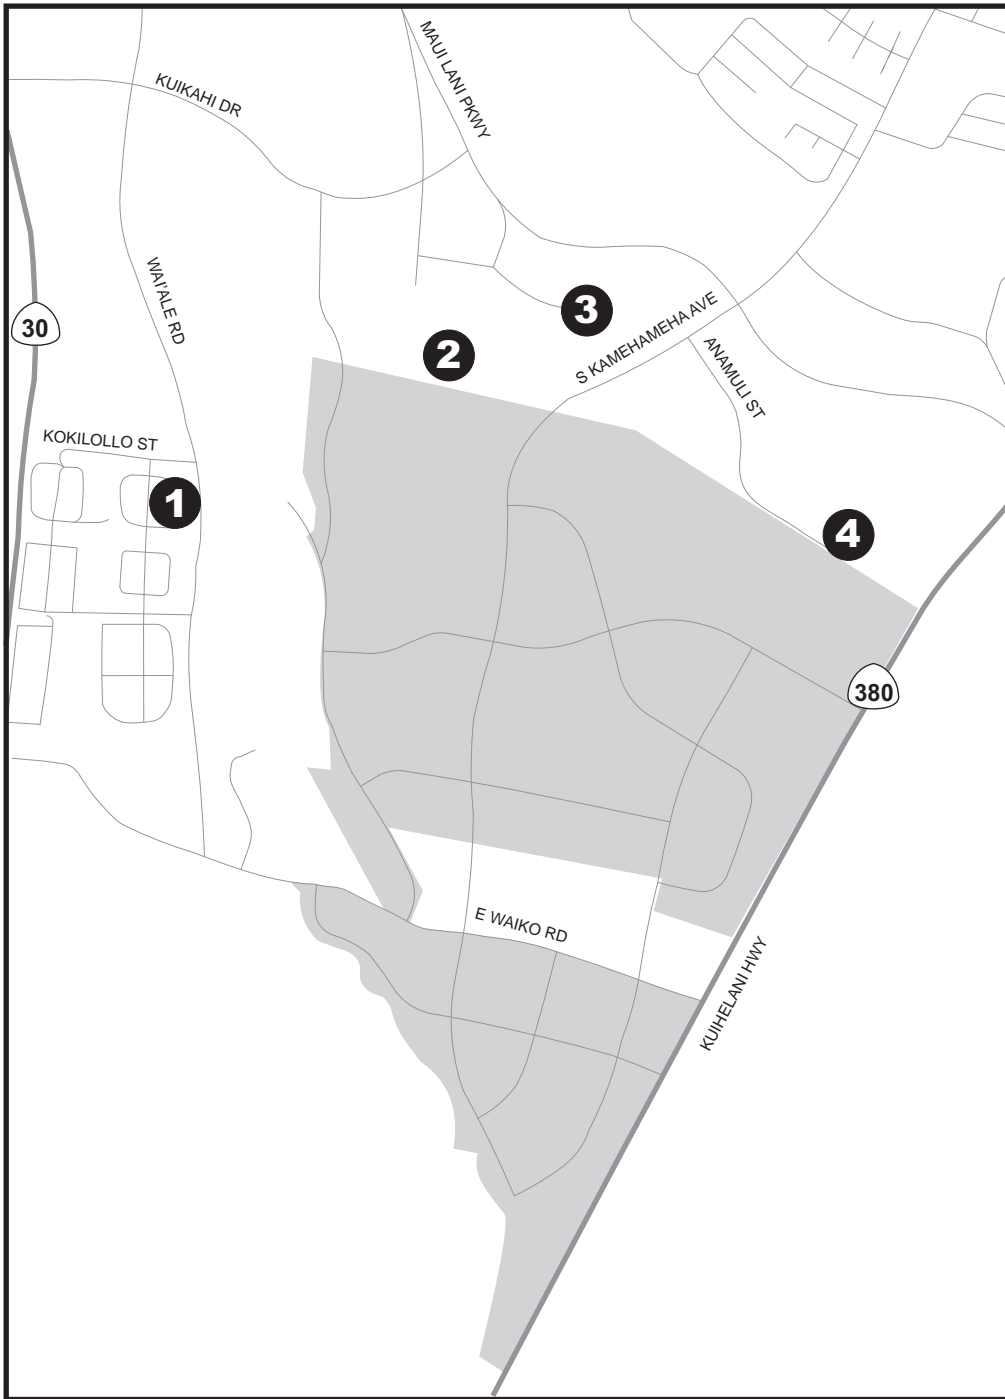 MAUI LANI PKWY
KUIKAHI DR
WAI'ALE RD
3
S KAMEHAMEHA AVE
30
2
ANAMULI ST
KOKILOLLO ST
1
4
380
E WAIKO RD
KUIHELANI HWY